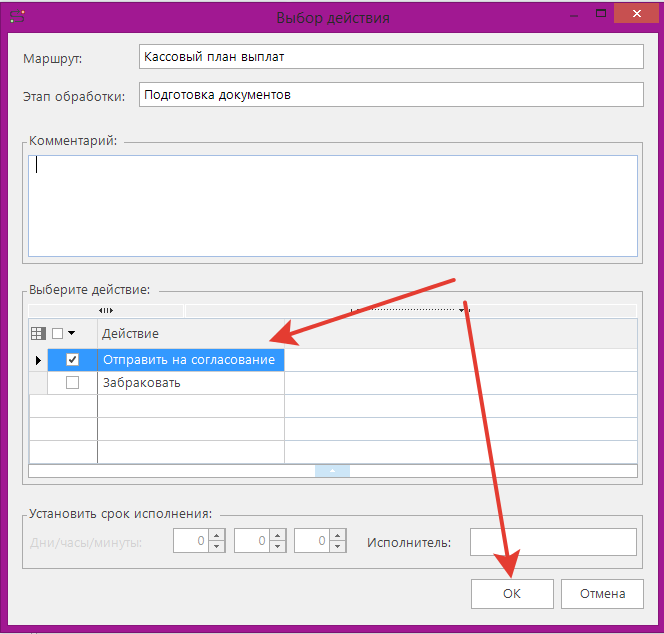 Выбор действия
Маршрут: Кассовый план выплат
Этап обработки: Подготовка документов
Комментарий:
Выберите действие:
Действие
Отправить на согласование
Забраковать
Установить срок исполнения:
Дни/часы/минуты: 0 0 0 Исполнитель:
ОК Отмена